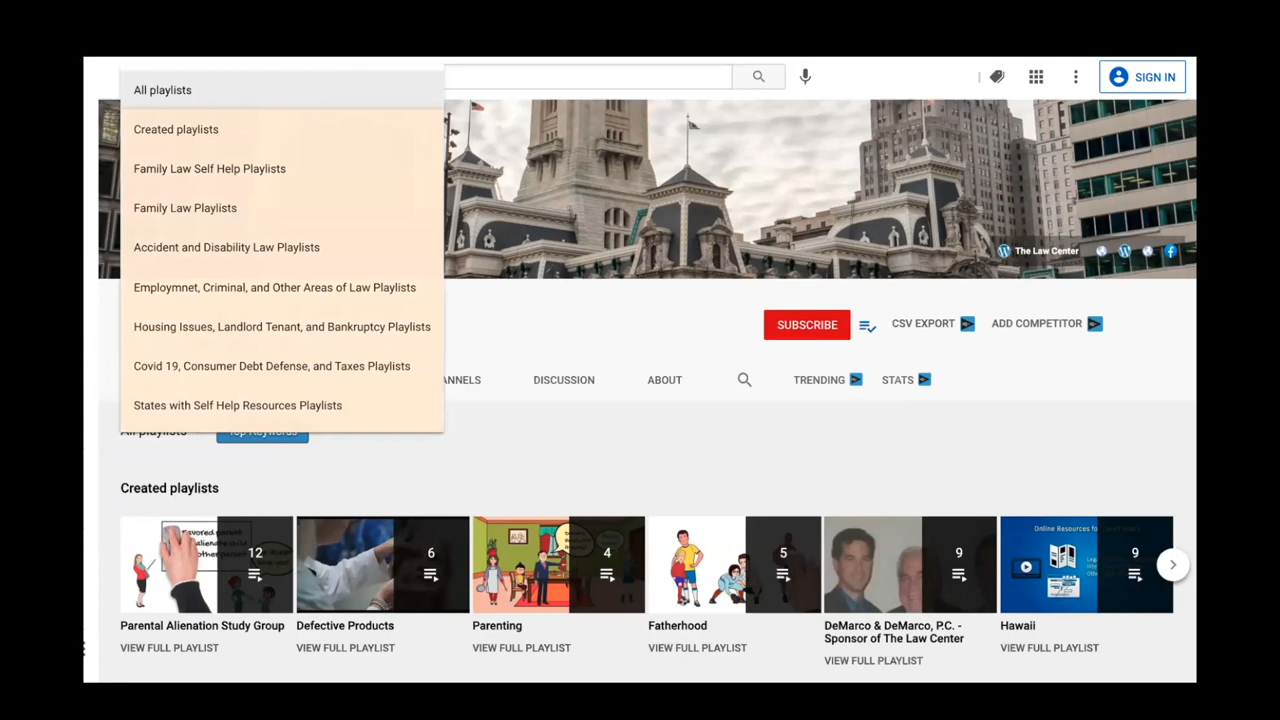 All playlists
SIGN IN
Created playlists
Family Law Self Help Playlists
Family Law Playlists
Accident and Disability Law Playlists
The Law Center
Employmnet, Criminal, and Other Areas of Law Playlists
Housing Issues, Landlord Tenant, and Bankruptcy Playlists
SUBSCRIBE
CSV EXPORT
ADD COMPETITOR
Covid 19, Consumer Debt Defense, and Taxes Playlists
ANNELS
DISCUSSION
ABOUT
TRENDING
STATS
States with Self Help Resources Playlists
All playlists
Top Keywords
Created playlists
12
6
4
5
9
Online Resources for
9
Parental Alienation Study Group
Defective Products
Parenting
Fatherhood
DeMarco & DeMarco, P.C. -
Sponsor of The Law Center
Hawaii
VIEW FULL PLAYLIST
VIEW FULL PLAYLIST
VIEW FULL PLAYLIST
VIEW FULL PLAYLIST
VIEW FULL PLAYLIST
VIEW FULL PLAYLIST